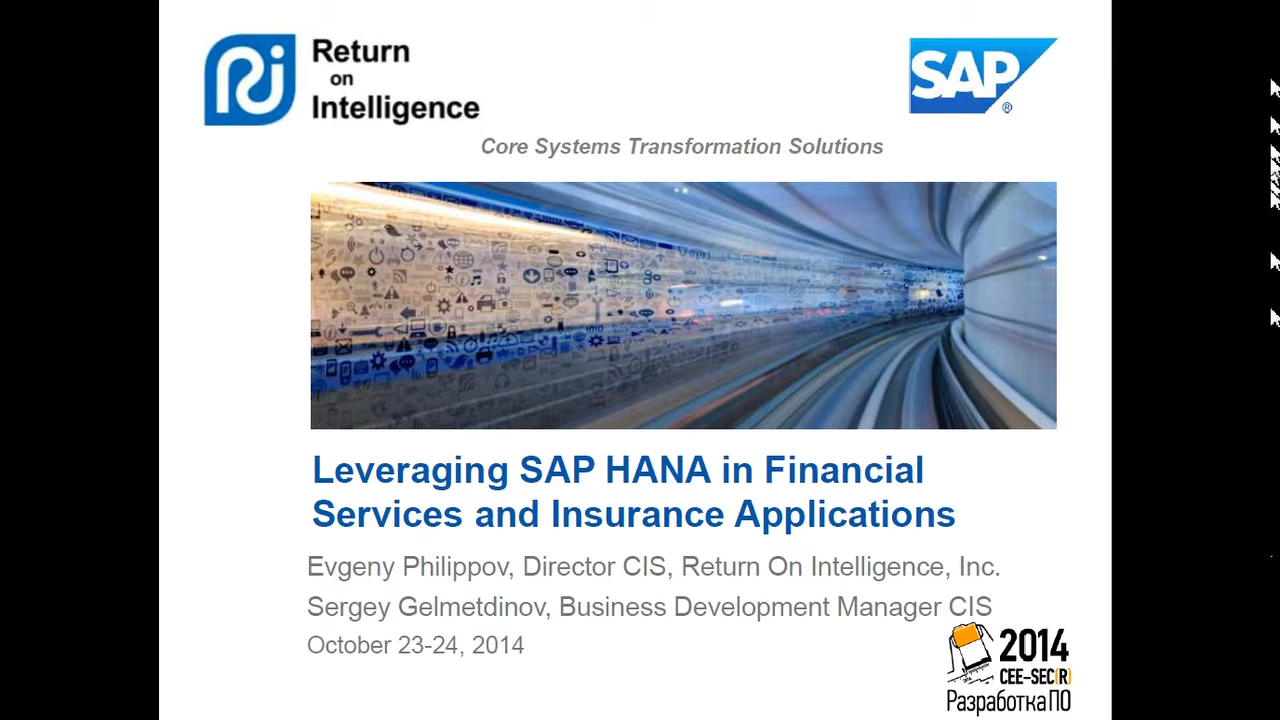 Return
on
Intelligence
SAP®
Core Systems Transformation Solutions
Leveraging SAP HANA in Financial
Services and Insurance Applications
Evgeny Philippov, Director CIS, Return On Intelligence, Inc.
Sergey Gelmetdinov, Business Development Manager CIS
October 23-24, 2014
2014
CEE-SEC(R)
Разработка ПО